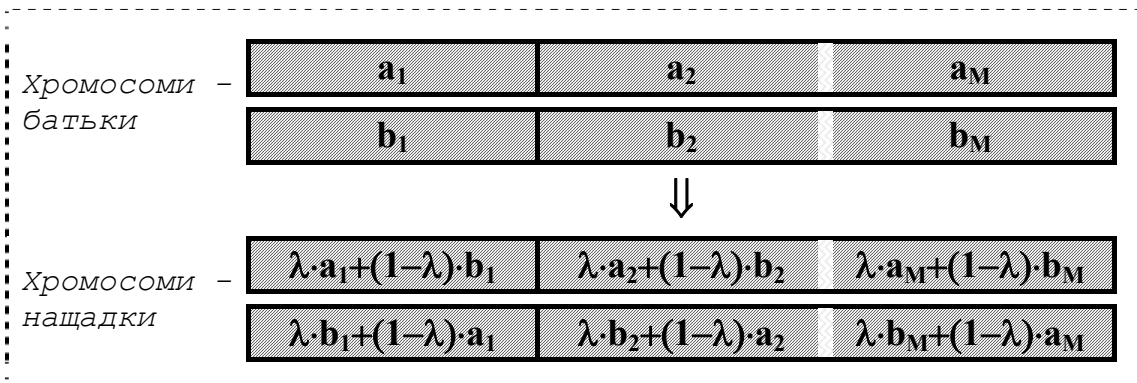 Хромосоми –
батьки
a₁ a₂ aM
b₁ b₂ bM
⇓
Хромосоми –
нащадки
λ·a₁+(1–λ)·b₁ λ·a₂+(1–λ)·b₂ λ·aM+(1–λ)·bM
λ·b₁+(1–λ)·a₁ λ·b₂+(1–λ)·a₂ λ·bM+(1–λ)·aM